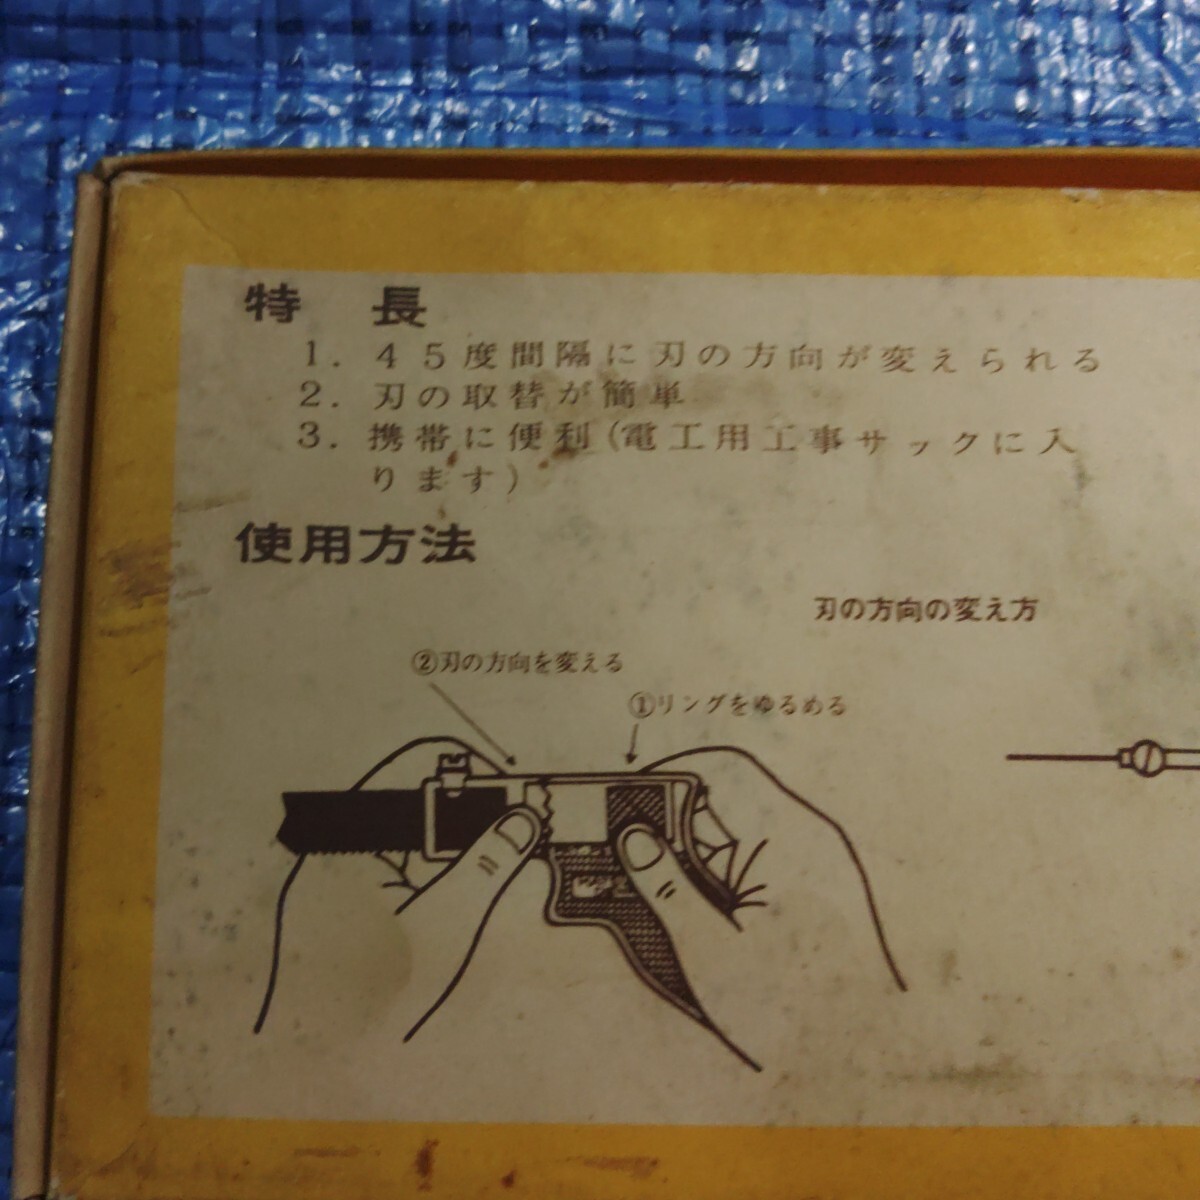 特　長
1. 45度間隔に刃の方向が変えられる
2. 刃の取替が簡単
3. 携帯に便利(電工用工事サックに入
ります)
使用方法
刃の方向の変え方
②刃の方向を変える
①リングをゆるめる